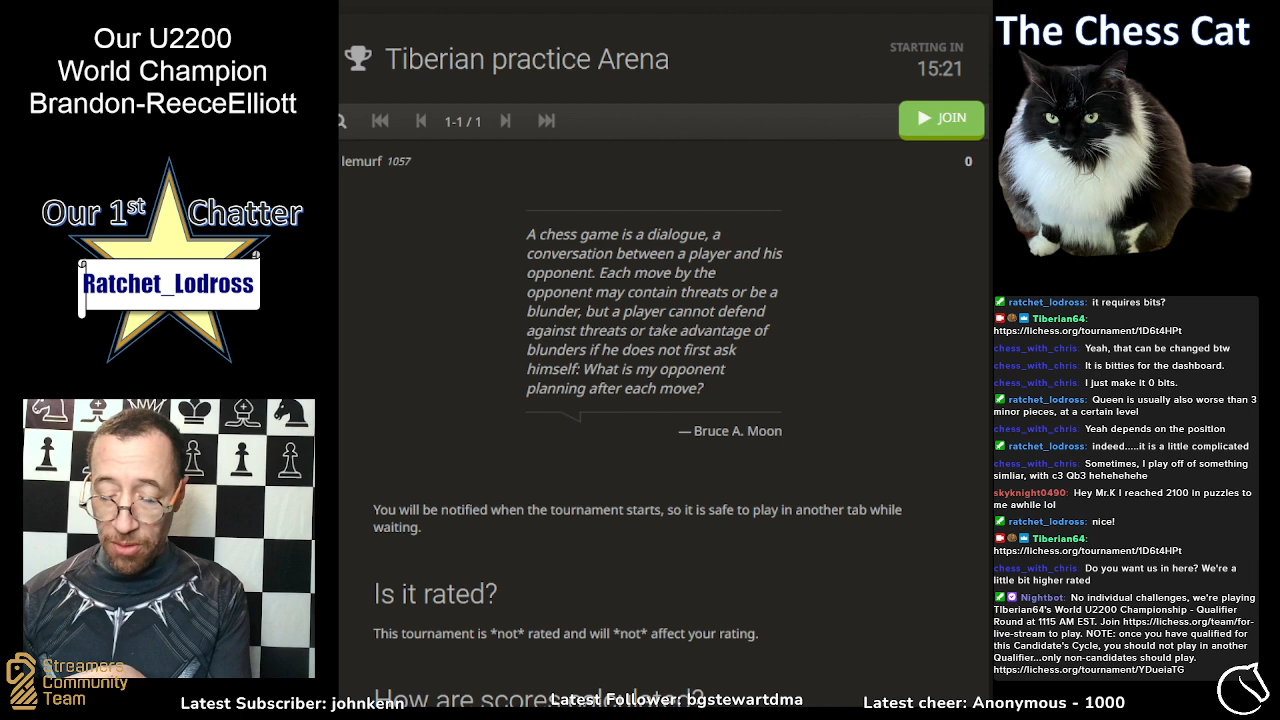 Our U2200
World Champion
Brandon-ReeceElliott
Our 1st Chatter
Ratchet_Lodross
Streamers
Community
Team
Tiberian practice Arena
STARTING IN
15:21
1-1 / 1
JOIN
lemurf 1057
0
A chess game is a dialogue, a
conversation between a player and his
opponent. Each move by the
opponent may contain threats or be a
blunder, but a player cannot defend
against threats or take advantage of
blunders if he does not first ask
himself: What is my opponent
planning after each move?
— Bruce A. Moon
You will be notified when the tournament starts, so it is safe to play in another tab while
waiting.
Is it rated?
This tournament is *not* rated and will *not* affect your rating.
How are scores calculated?
The Chess Cat
ratchet_lodross: it requires bits?
Tiberian64:
https://lichess.org/tournament/1D6t4HPt
chess_with_chris: Yeah, that can be changed btw
chess_with_chris: It is bitties for the dashboard.
chess_with_chris: I just make it 0 bits.
ratchet_lodross: Queen is usually also worse than 3
minor pieces, at a certain level
chess_with_chris: Yeah depends on the position
ratchet_lodross: indeed.....it is a little complicated
chess_with_chris: Sometimes, I play off of something
simliar, with c3 Qb3 hehehehehe
skyknight0490: Hey Mr.K I reached 2100 in puzzles to
me awhile lol
ratchet_lodross: nice!
Tiberian64:
https://lichess.org/tournament/1D6t4HPt
chess_with_chris: Do you want us in here? We're a
little bit higher rated
Nightbot: No individual challenges, we're playing
TIberian64's World U2200 Championship - Qualifier
Round at 1115 AM EST. Join https://lichess.org/team/for-
live-stream to play. NOTE: once you have qualified for
this Candidate's Cycle, you should not play in another
Qualifier...only non-candidates should play.
https://lichess.org/tournament/YDueiaTG
Latest Subscriber: johnkenn
Latest Follower: bgstewartdma
Latest cheer: Anonymous - 1000